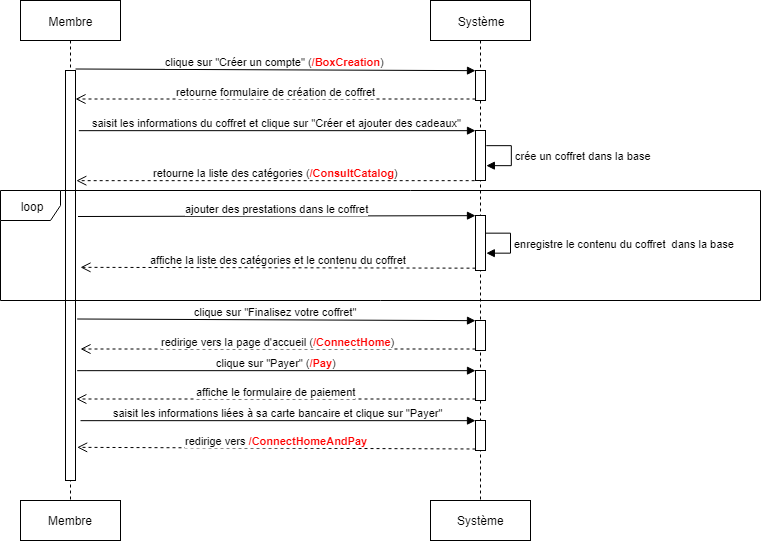 Membre
Système
clique sur "Créer un compte" (/BoxCreation)
retourne formulaire de création de coffret
saisit les informations du coffret et clique sur "Créer et ajouter des cadeaux"
crée un coffret dans la base
retourne la liste des catégories (/ConsultCatalog)
loop
ajouter des prestations dans le coffret
enregistre le contenu du coffret  dans la base
affiche la liste des catégories et le contenu du coffret
clique sur "Finalisez votre coffret"
redirige vers la page d'accueil (/ConnectHome)
clique sur "Payer" (/Pay)
affiche le formulaire de paiement
saisit les informations liées à sa carte bancaire et clique sur "Payer"
redirige vers /ConnectHomeAndPay
Membre
Système